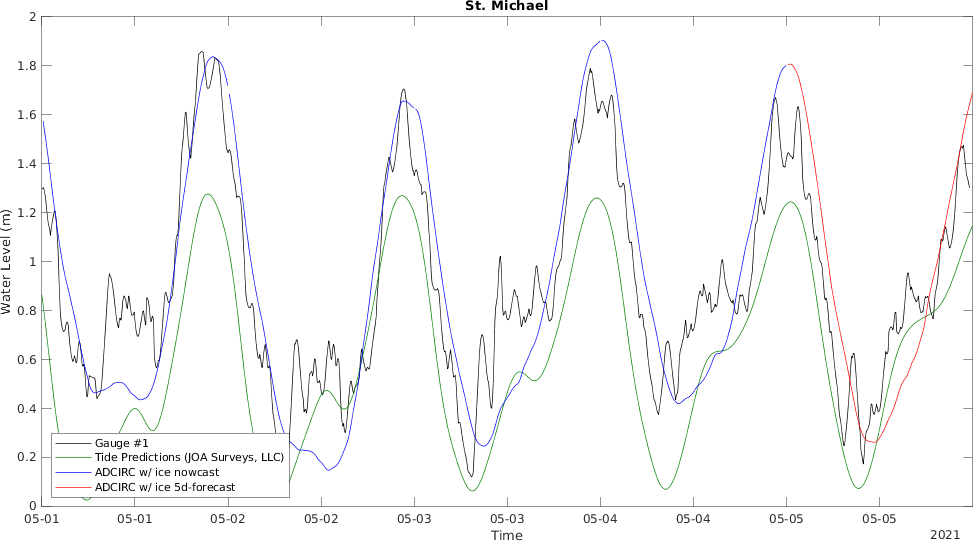 St. Michael
Water Level (m)
2
1.8
1.6
1.4
1.2
1
0.8
0.6
0.4
0.2
0
Gauge #1
Tide Predictions (JOA Surveys, LLC)
ADCIRC w/ ice nowcast
ADCIRC w/ ice 5d-forecast
05-01 05-01 05-02 05-02 05-03 05-03 05-04 05-04 05-05 05-05
Time
2021